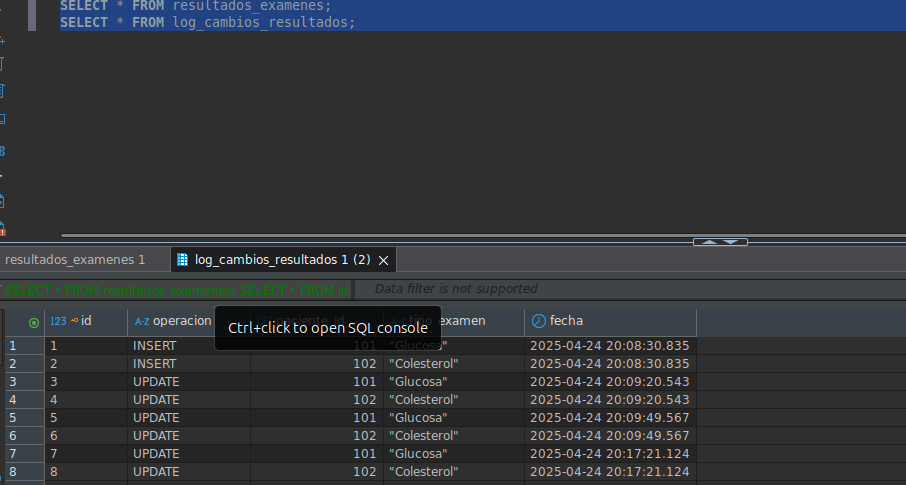 SELECT * FROM resultados_examenes;
SELECT * FROM log_cambios_resultados;
resultados_examenes 1 log_cambios_resultados 1 (2)
SELECT * FROM resultados_examenes; SELECT * FROM lo Data filter is not supported
123 id A-Z operacion paciente_id tipo_examen fecha
Ctrl+click to open SQL console
1 1 INSERT 101 "Glucosa" 2025-04-24 20:08:30.835
2 2 INSERT 102 "Colesterol" 2025-04-24 20:08:30.835
3 3 UPDATE 101 "Glucosa" 2025-04-24 20:09:20.543
4 4 UPDATE 102 "Colesterol" 2025-04-24 20:09:20.543
5 5 UPDATE 101 "Glucosa" 2025-04-24 20:09:49.567
6 6 UPDATE 102 "Colesterol" 2025-04-24 20:09:49.567
7 7 UPDATE 101 "Glucosa" 2025-04-24 20:17:21.124
8 8 UPDATE 102 "Colesterol" 2025-04-24 20:17:21.124